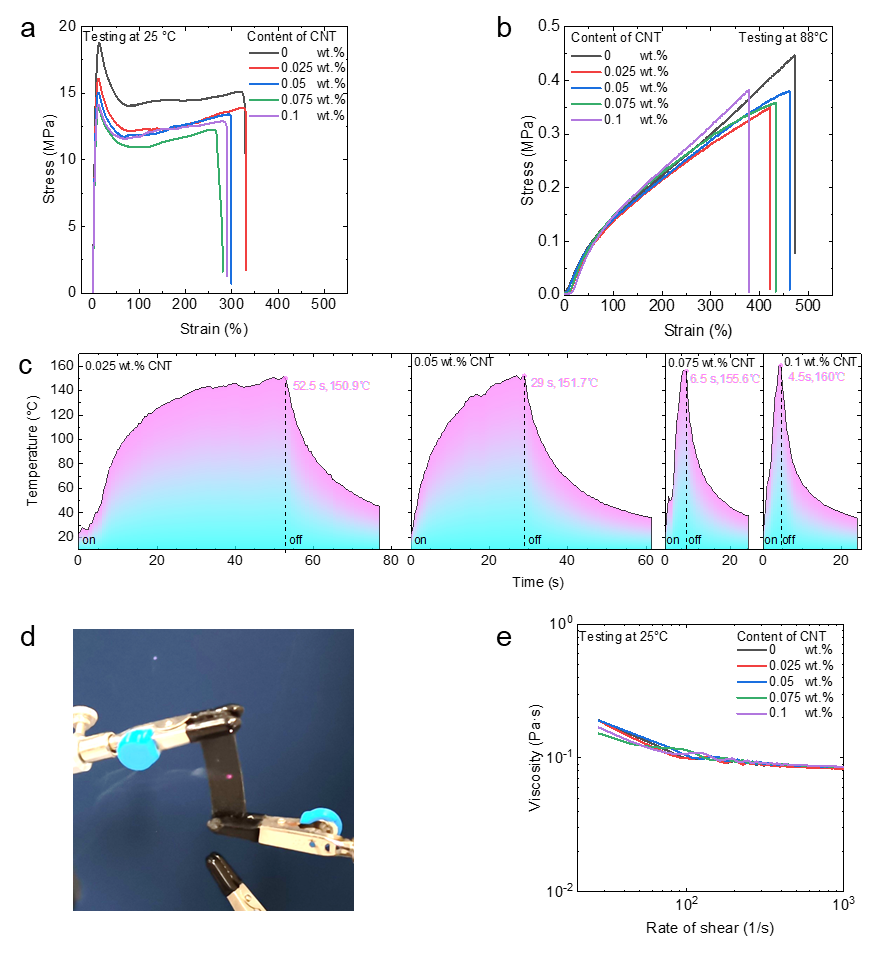 a
Testing at 25 °C
Content of CNT
0 wt.%
0.025 wt.%
0.05 wt.%
0.075 wt.%
0.1 wt.%
20
15
10
5
0
Stress (MPa)
0 100 200 300 400 500
Strain (%)
b
Content of CNT
Testing at 88°C
0 wt.%
0.025 wt.%
0.05 wt.%
0.075 wt.%
0.1 wt.%
0.5
0.4
0.3
0.2
0.1
0.0
Stress (MPa)
0 100 200 300 400 500
Strain (%)
c
160
140
120
100
80
60
40
20
Temperature (°C)
0.025 wt.% CNT
52.5 s,150.9℃
on
off
0.05 wt.% CNT
29 s,151.7℃
on
off
0.075 wt.% CNT
6.5 s,155.6℃
on
off
0.1 wt.% CNT
4.5s,160℃
on
off
0 20 40 60 80
0 20 40 60
0 20
0 20
Time (s)
d
e
Testing at 25°C
Content of CNT
0 wt.%
0.025 wt.%
0.05 wt.%
0.075 wt.%
0.1 wt.%
10⁰
10⁻¹
10⁻²
Viscosity (Pa·s)
10² 10³
Rate of shear (1/s)